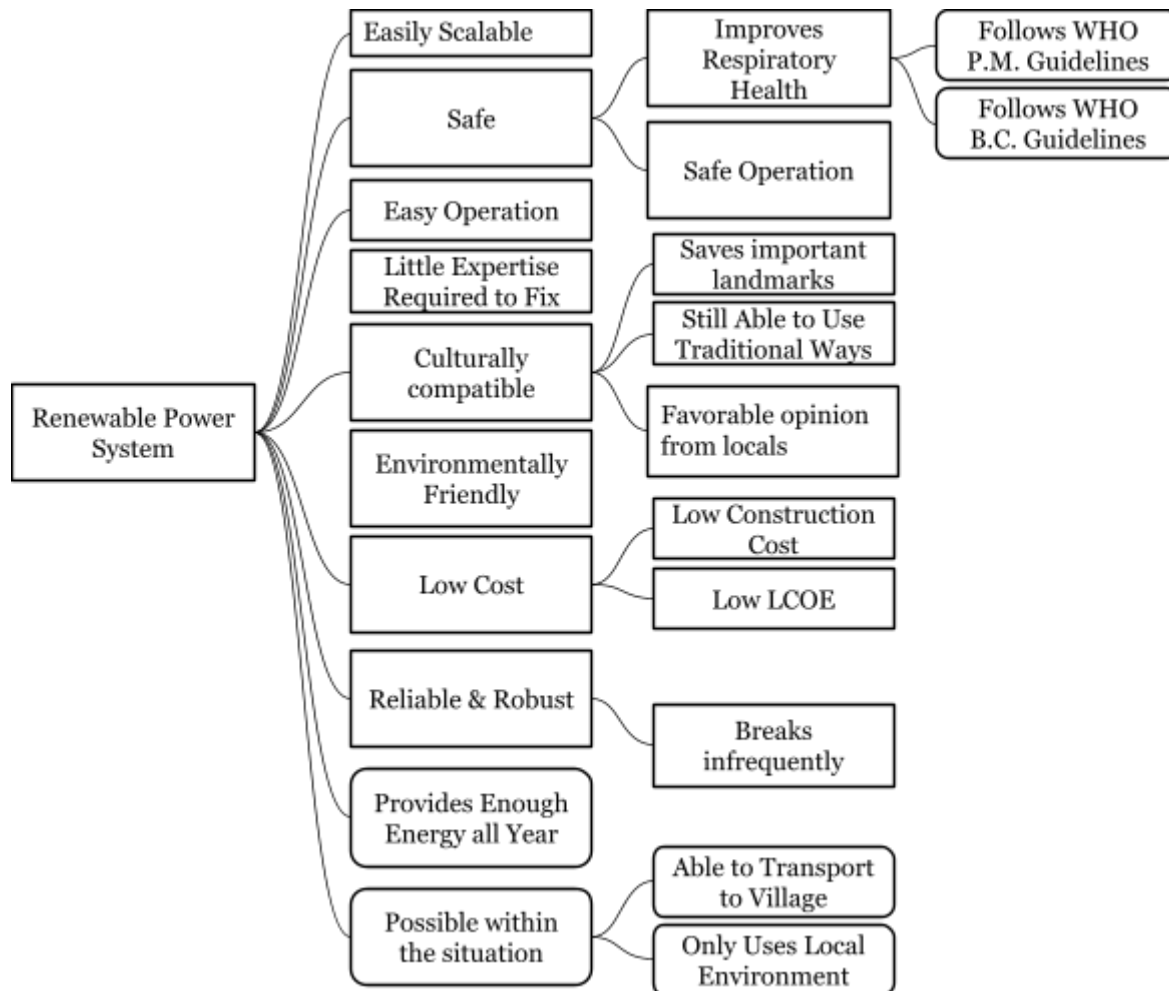 Renewable Power
System
Easily Scalable
Safe
Easy Operation
Little Expertise
Required to Fix
Culturally
compatible
Environmentally
Friendly
Low Cost
Reliable & Robust
Provides Enough
Energy all Year
Possible within
the situation
Improves
Respiratory
Health
Safe Operation
Saves important
landmarks
Still Able to Use
Traditional Ways
Favorable opinion
from locals
Low Construction
Cost
Low LCOE
Breaks
infrequently
Able to Transport
to Village
Only Uses Local
Environment
Follows WHO
P.M. Guidelines
Follows WHO
B.C. Guidelines